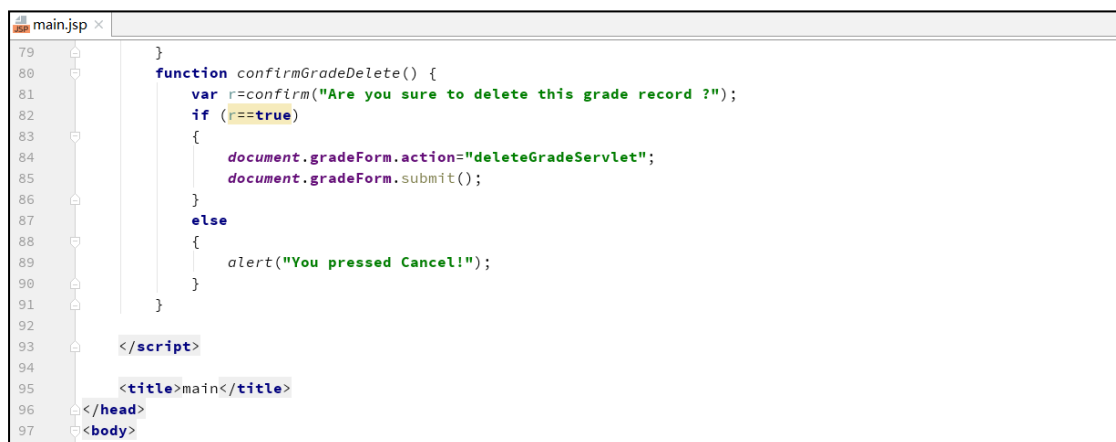 JSP main.jsp ×
79 }
80 function confirmGradeDelete() {
81 var r=confirm("Are you sure to delete this grade record ?");
82 if (r==true)
83 {
84 document.gradeForm.action="deleteGradeServlet";
85 document.gradeForm.submit();
86 }
87 else
88 {
89 alert("You pressed Cancel!");
90 }
91 }
92
93 </script>
94
95 <title>main</title>
96 </head>
97 <body>